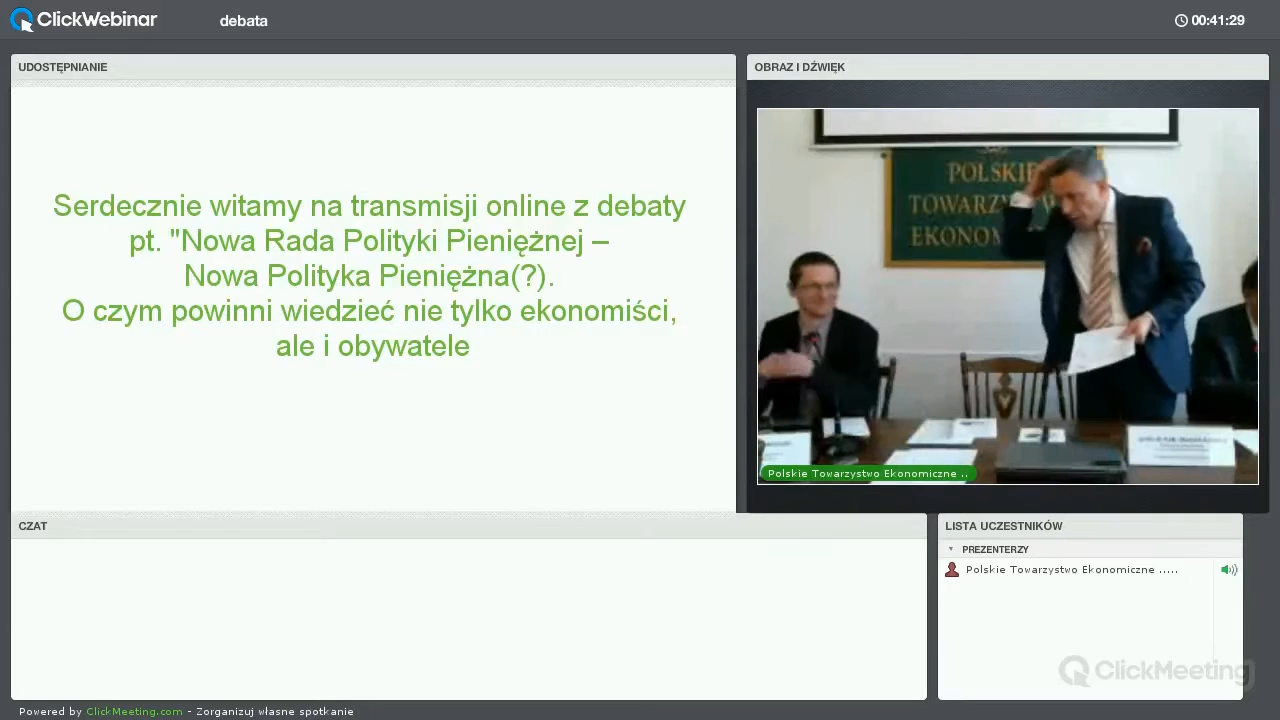 ClickWebinar
debata
00:41:29
UDOSTĘPNIANIE
Serdecznie witamy na transmisji online z debaty
pt. "Nowa Rada Polityki Pieniężnej –
Nowa Polityka Pieniężna(?).
O czym powinni wiedzieć nie tylko ekonomiści,
ale i obywatele
OBRAZ I DŹWIĘK
POLSKIE
TOWARZY
EKONOM
Polskie Towarzystwo Ekonomiczne ..
CZAT
LISTA UCZESTNIKÓW
PREZENTERZY
Polskie Towarzystwo Ekonomiczne .....
ClickMeeting
Powered by ClickMeeting.com - Zorganizuj własne spotkanie